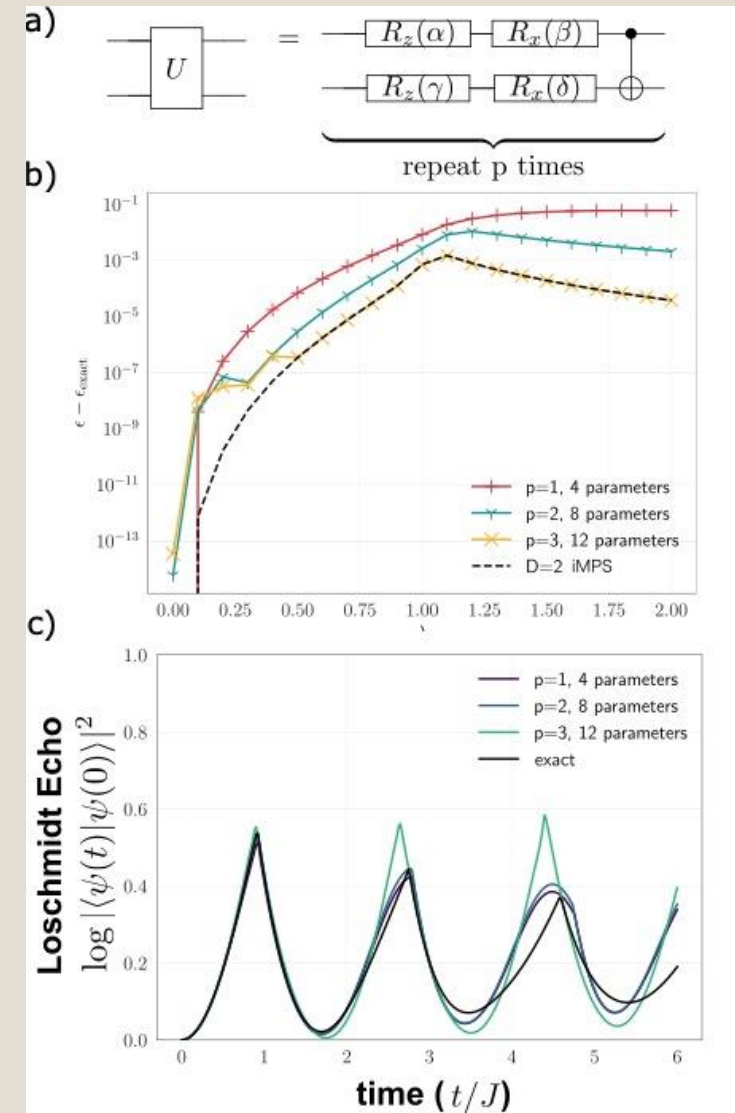 a)
U = R_z(α) R_x(β)
R_z(γ) R_x(δ)
repeat p times
b)
ϵ − ϵ_exact
10^−1
10^−3
10^−5
10^−7
10^−9
10^−11
10^−13
p=1, 4 parameters
p=2, 8 parameters
p=3, 12 parameters
D=2 iMPS
0.00 0.25 0.50 0.75 1.00 1.25 1.50 1.75 2.00
c)
Loschmidt Echo
log |⟨ψ(t)|ψ(0)⟩|^2
1.0
0.8
0.6
0.4
0.2
0.0
p=1, 4 parameters
p=2, 8 parameters
p=3, 12 parameters
exact
0 1 2 3 4 5 6
time (t/J)